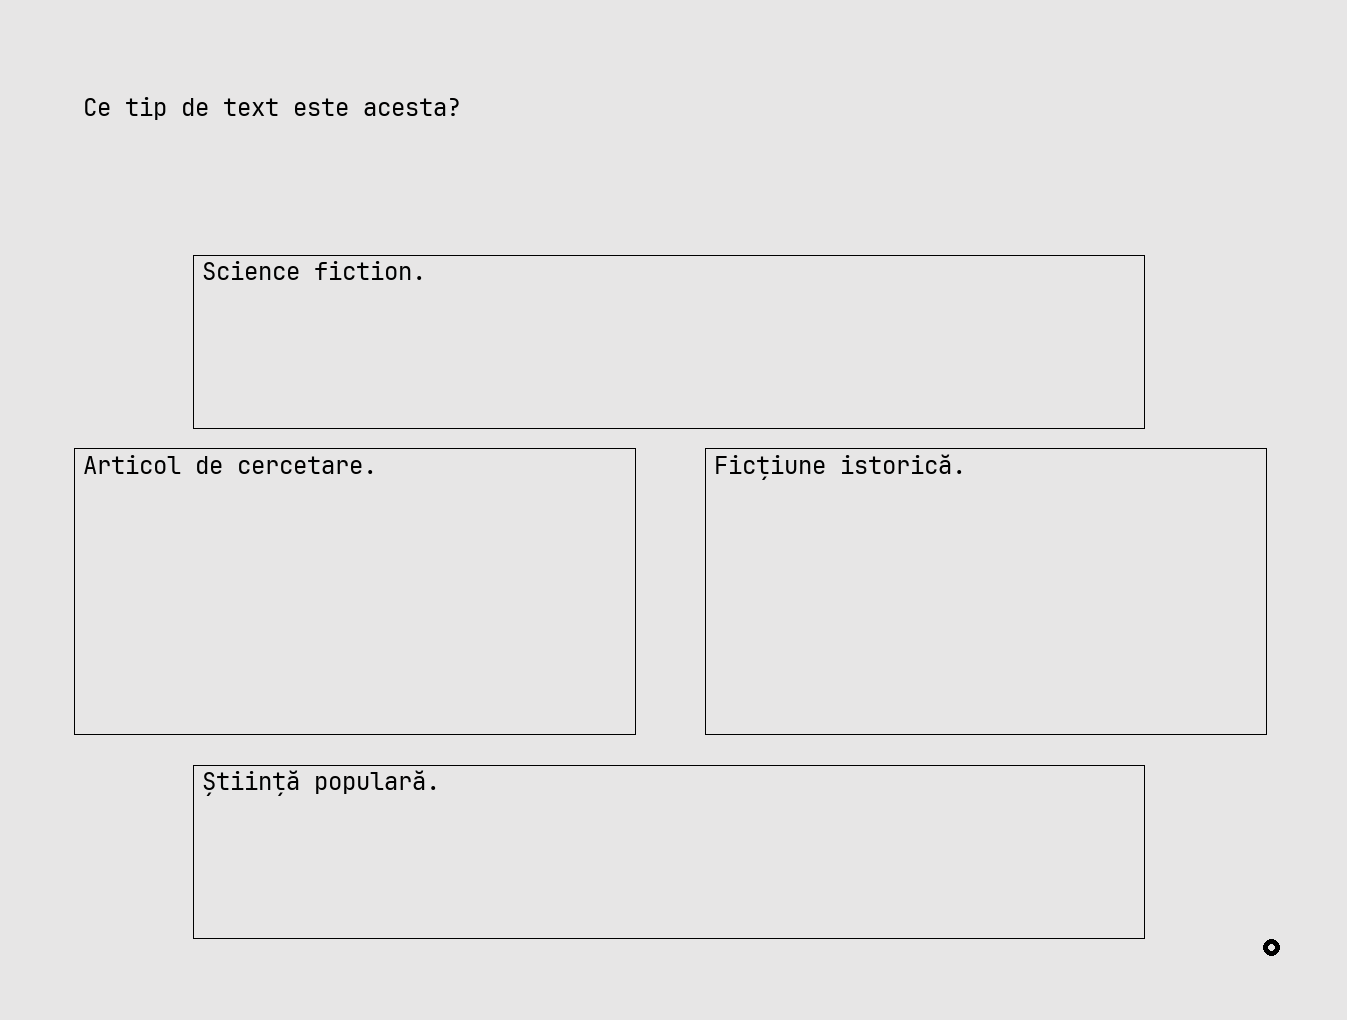 Ce tip de text este acesta?
Science fiction.
Articol de cercetare.
Ficțiune istorică.
Știință populară.